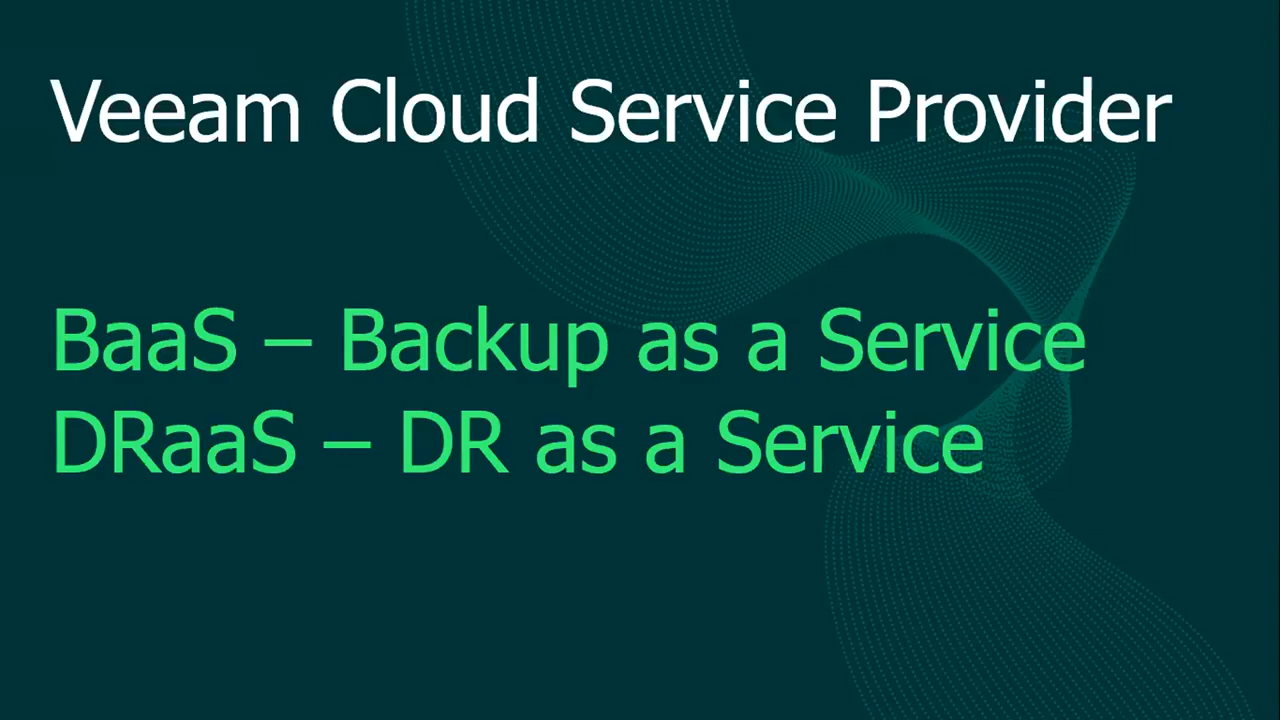 Veeam Cloud Service Provider
BaaS – Backup as a Service
DRaaS – DR as a Service